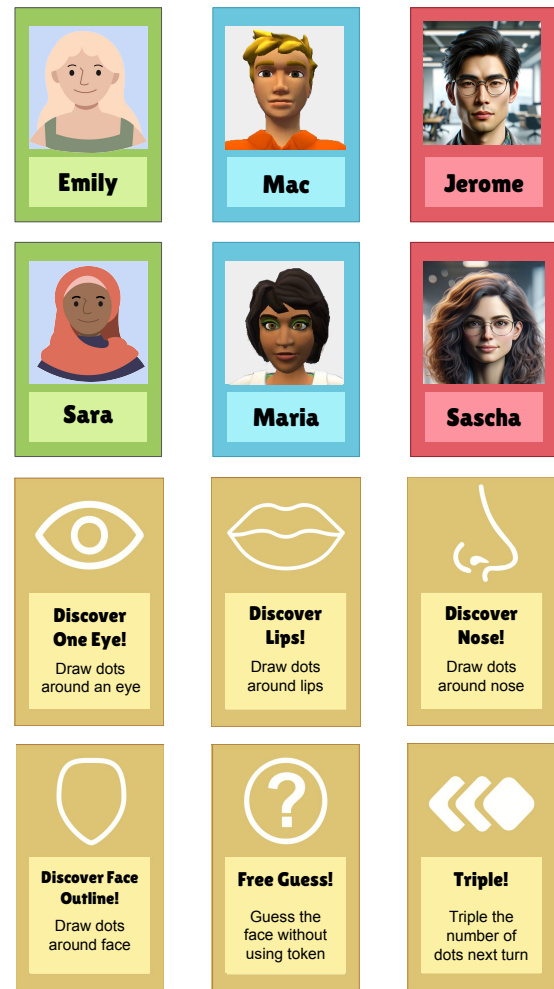 Emily
Mac
Jerome
Sara
Maria
Sascha
Discover
One Eye!
Draw dots
around an eye
Discover
Lips!
Draw dots
around lips
Discover
Nose!
Draw dots
around nose
Discover Face
Outline!
Draw dots
around face
?
Free Guess!
Guess the
face without
using token
Triple!
Triple the
number of
dots next turn